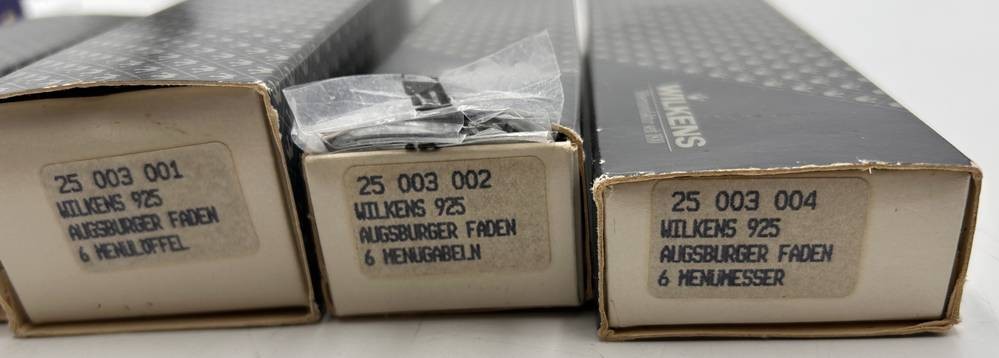 25 003 001
WILKENS 925
AUGSBURGER FADEN
6 MENULOFFEL
25 003 002
WILKENS 925
AUGSBURGER FADEN
6 MENUGABELN
WILKENS
25 003 004
WILKENS 925
AUGSBURGER FADEN
6 MENUMESSER